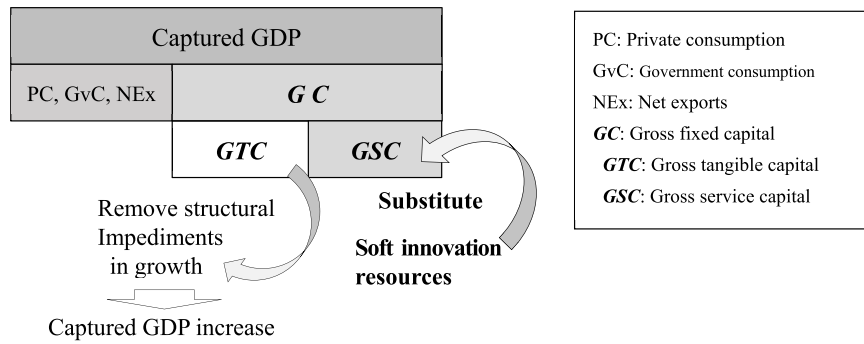 Captured GDP
PC, GvC, NEx
G C
GTC
GSC
Substitute
Soft innovation
resources
Remove structural
Impediments
in growth
Captured GDP increase
PC: Private consumption
GvC: Government consumption
NEx: Net exports
GC: Gross fixed capital
GTC: Gross tangible capital
GSC: Gross service capital